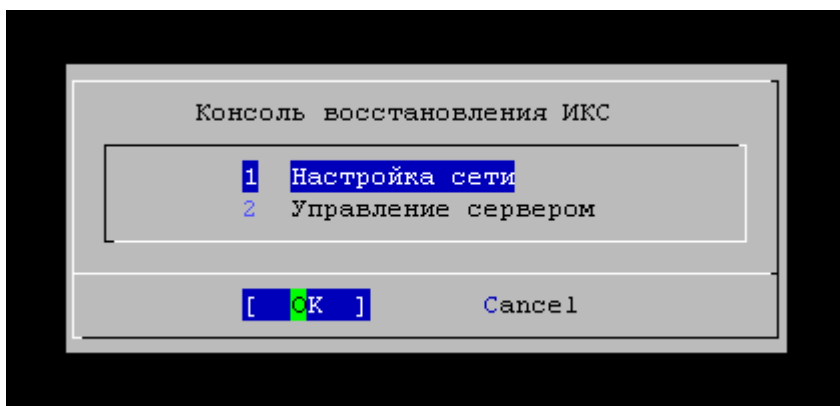 Консоль восстановления ИКС
1 Настройка сети
2 Управление сервером
[ OK ] Cancel